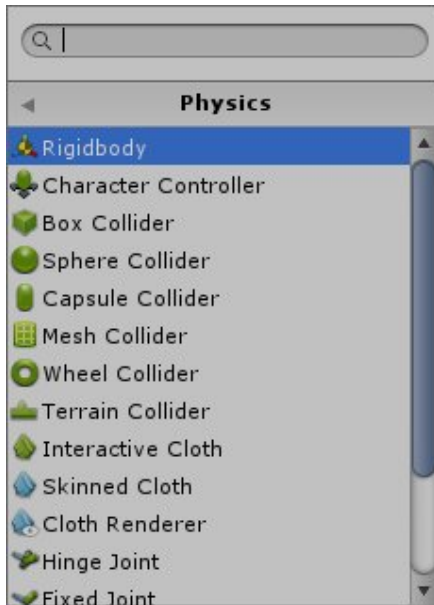 Physics
Rigidbody
Character Controller
Box Collider
Sphere Collider
Capsule Collider
Mesh Collider
Wheel Collider
Terrain Collider
Interactive Cloth
Skinned Cloth
Cloth Renderer
Hinge Joint
Fixed Joint